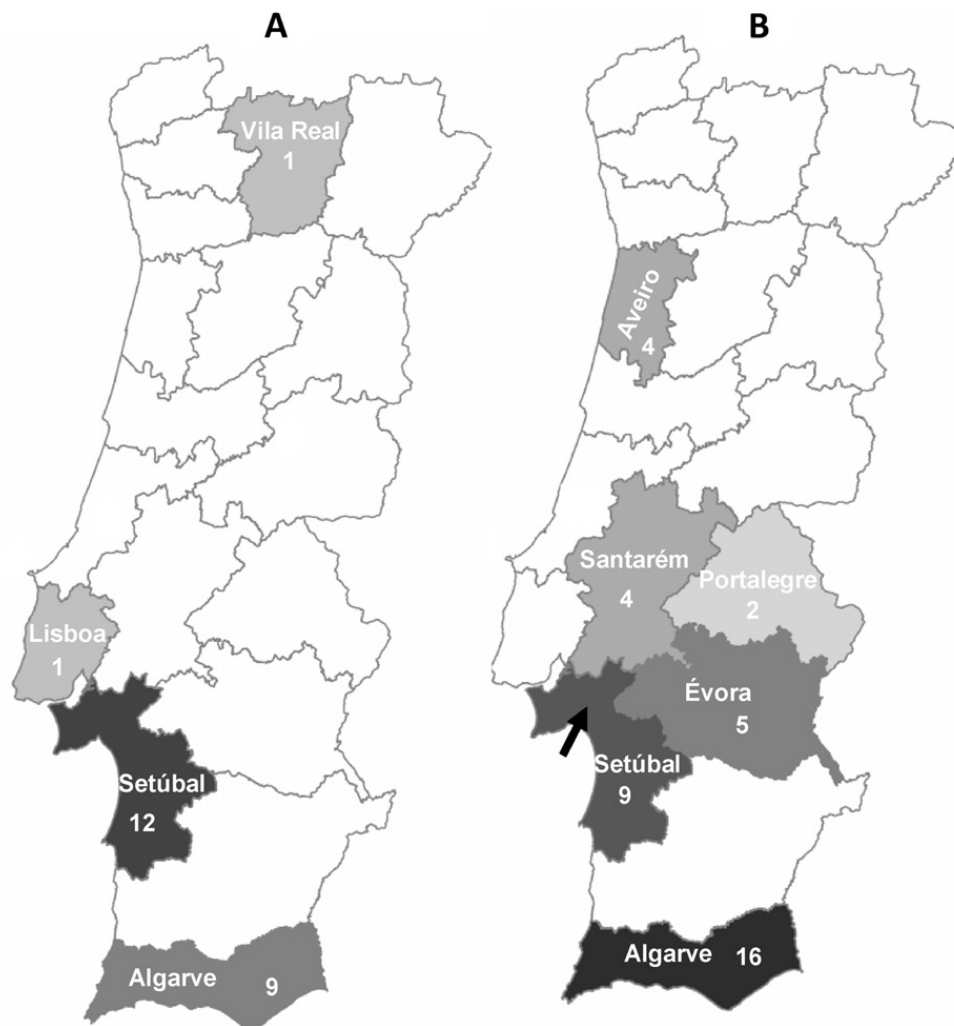 A
Vila Real
1
Lisboa
1
Setúbal
12
Algarve
9
B
Aveiro
4
Santarém
4
Portalegre
2
Évora
5
Setúbal
9
Algarve
16